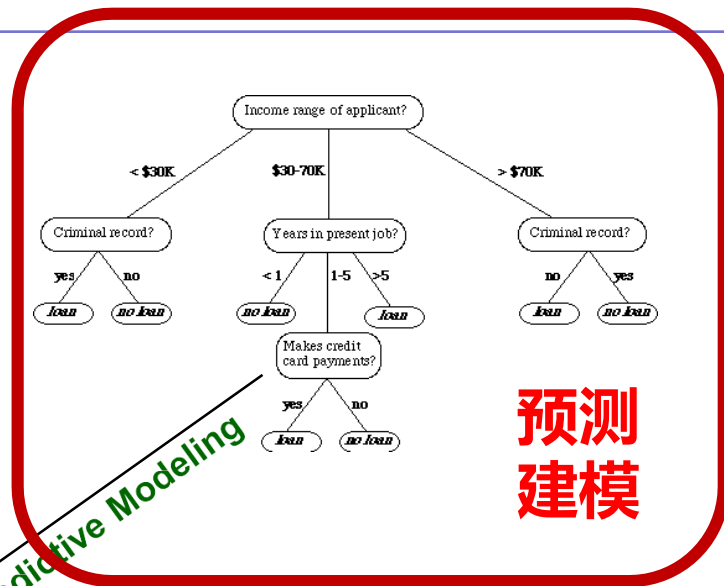 Income range of applicant?
< $30K
$30-70K
> $70K
Criminal record?
Years in present job?
Criminal record?
yes
no
< 1
1-5
>5
no
yes
loan
no loan
no loan
loan
loan
no loan
Makes credit
card payments?
yes
no
loan
no loan
预测
建模
Modeling